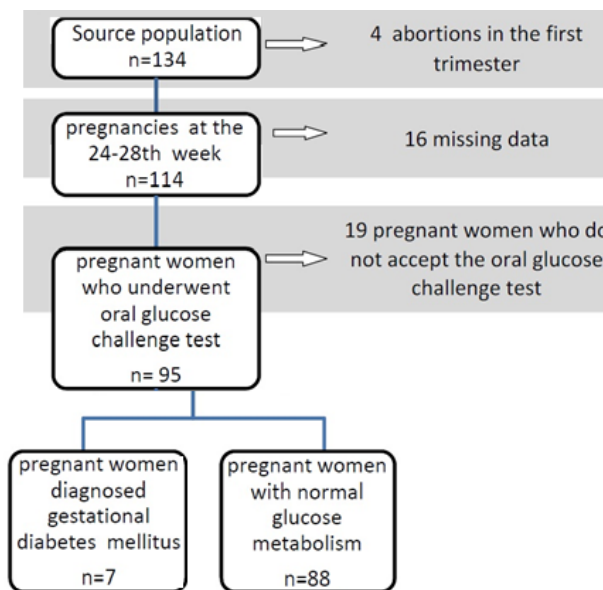 Source population
n=134
4 abortions in the first
trimester
pregnancies at the
24-28th week
n=114
16 missing data
pregnant women
who underwent
oral glucose
challenge test
n= 95
19 pregnant women who do
not accept the oral glucose
challenge test
pregnant women
diagnosed
gestational
diabetes mellitus
n=7
pregnant women
with normal
glucose
metabolism
n=88